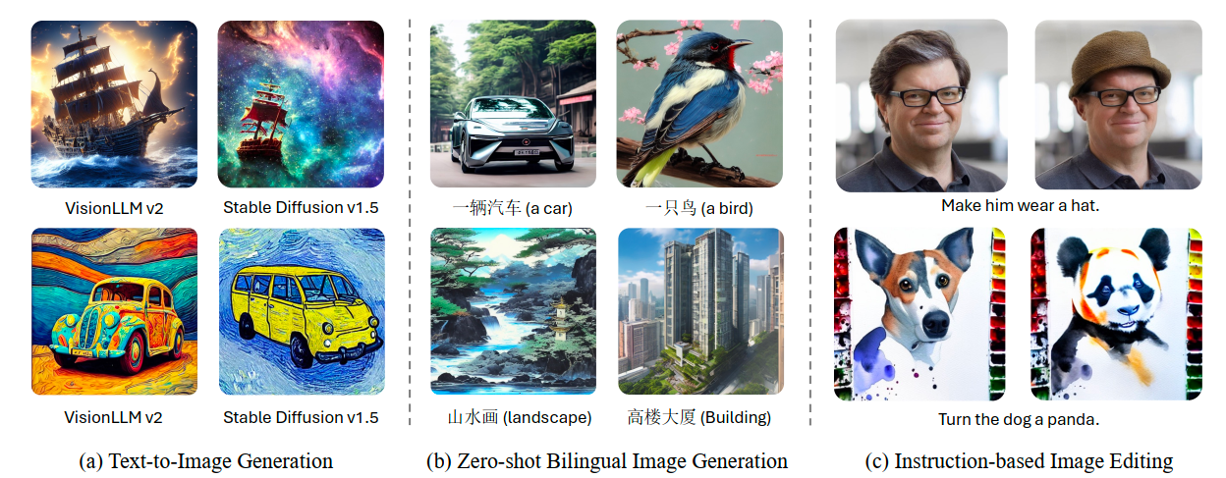 VisionLLM v2
Stable Diffusion v1.5
VisionLLM v2
Stable Diffusion v1.5
(a) Text-to-Image Generation
一辆汽车 (a car)
一只鸟 (a bird)
山水画 (landscape)
高楼大厦 (Building)
(b) Zero-shot Bilingual Image Generation
Make him wear a hat.
Turn the dog a panda.
(c) Instruction-based Image Editing